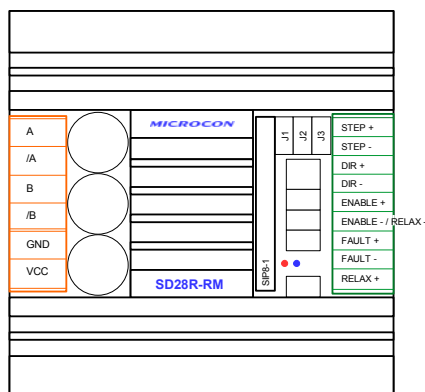 A
/A
B
/B
GND
VCC
MICROCON
SD28R-RM
SIP8-1
J1
J2
J3
STEP +
STEP -
DIR +
DIR -
ENABLE +
ENABLE - / RELAX -
FAULT +
FAULT -
RELAX +